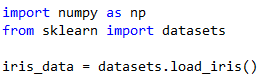 import numpy as np
from sklearn import datasets
iris_data = datasets.load_iris()